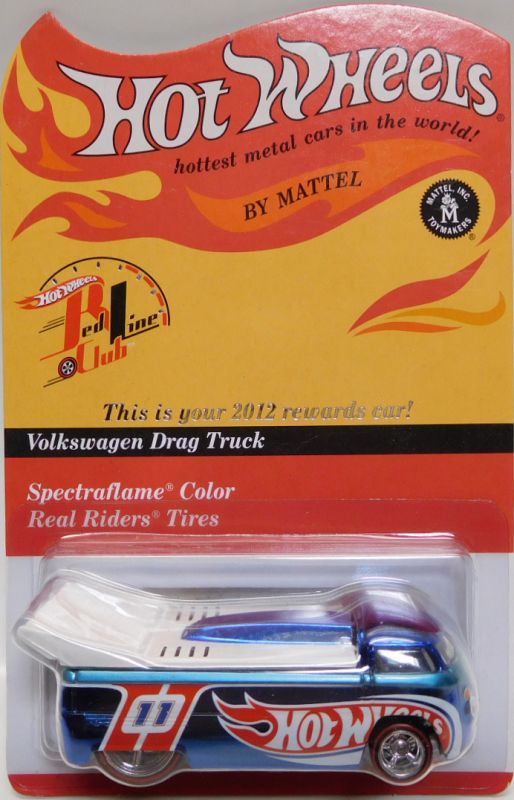 HOT WHEELS®
hottest metal cars in the world!
BY MATTEL
MATTEL, INC.
M
TOYMAKERS
®
HOT WHEELS
Red Line
Club™
This is your 2012 rewards car!
Volkswagen Drag Truck
Spectraflame® Color
Real Riders® Tires
11
HOT WHEELS